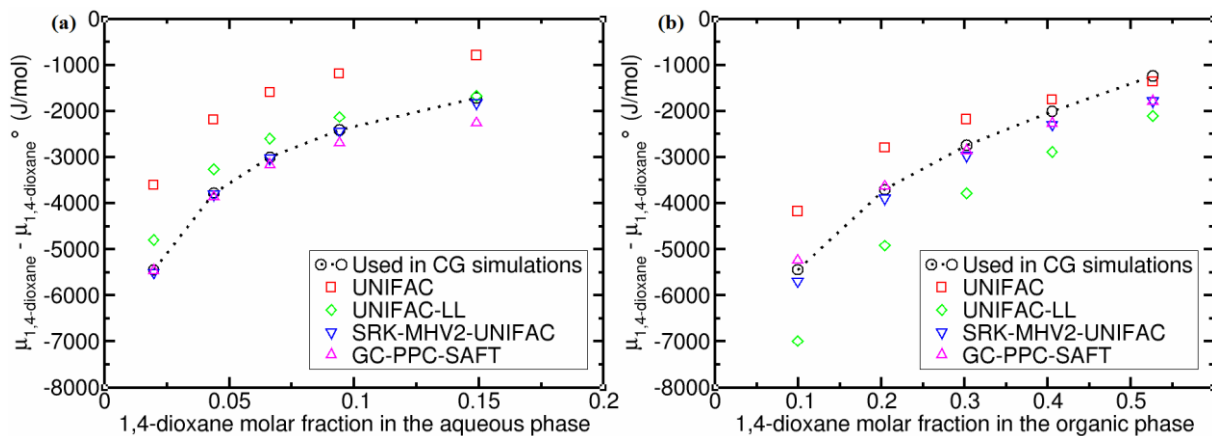 (a)
0
-1000
-2000
-3000
-4000
-5000
-6000
-7000
-8000
μ1,4-dioxane - μ1,4-dioxane° (J/mol)
Used in CG simulations
UNIFAC
UNIFAC-LL
SRK-MHV2-UNIFAC
GC-PPC-SAFT
0 0.05 0.1 0.15 0.2
1,4-dioxane molar fraction in the aqueous phase
(b)
0
-1000
-2000
-3000
-4000
-5000
-6000
-7000
-8000
μ1,4-dioxane - μ1,4-dioxane° (J/mol)
Used in CG simulations
UNIFAC
UNIFAC-LL
SRK-MHV2-UNIFAC
GC-PPC-SAFT
0 0.1 0.2 0.3 0.4 0.5
1,4-dioxane molar fraction in the organic phase